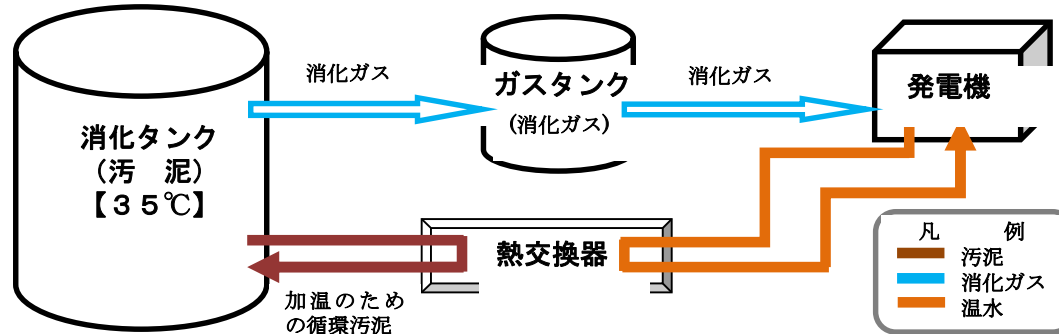 消化ガス
消化ガス
ガスタンク
(消化ガス)
発電機
消化タンク
(汚　泥)
【３５℃】
熱交換器
加温のため
の循環汚泥
凡　　例
汚泥
消化ガス
温水